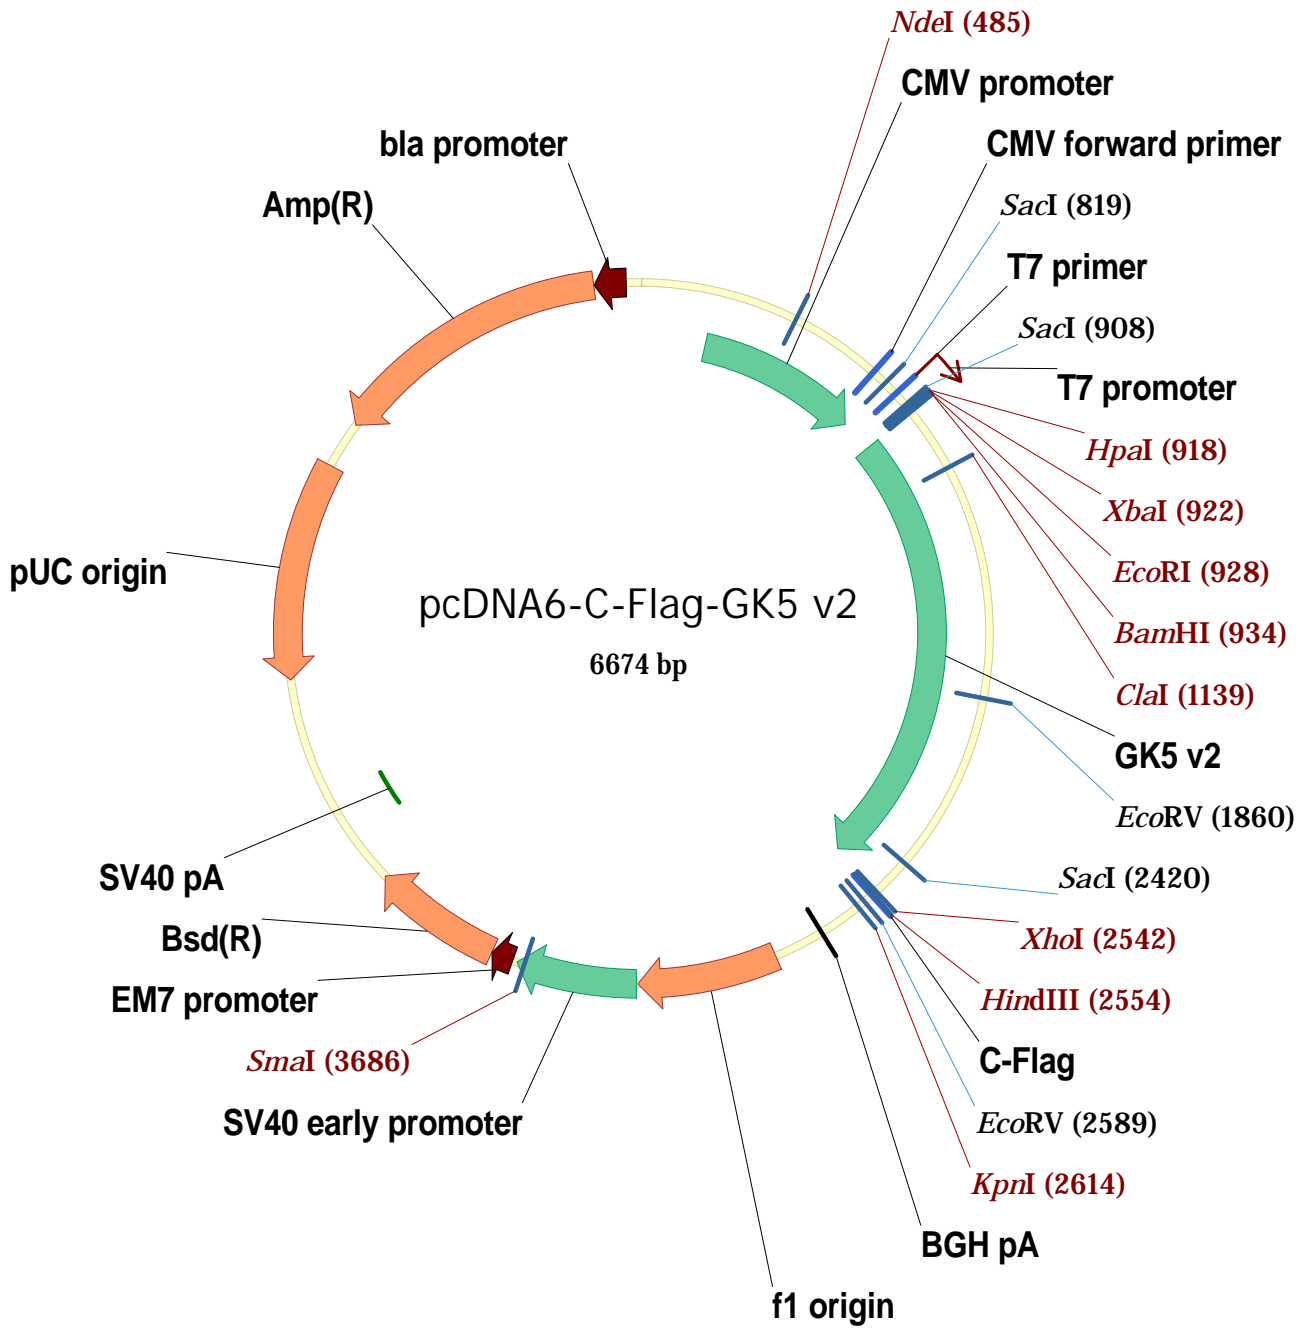 NdeI (485)
CMV promoter
bla promoter
CMV forward primer
Amp(R)
SacI (819)
T7 primer
SacI (908)
T7 promoter
HpaI (918)
XbaI (922)
pUC origin
EcoRI (928)
pcDNA6-C-Flag-GK5 v2
BamHI (934)
6674 bp
ClaI (1139)
GK5 v2
EcoRV (1860)
SV40 pA
SacI (2420)
Bsd(R)
XhoI (2542)
EM7 promoter
HindIII (2554)
SmaI (3686)
C-Flag
SV40 early promoter
EcoRV (2589)
KpnI (2614)
BGH pA
f1 origin